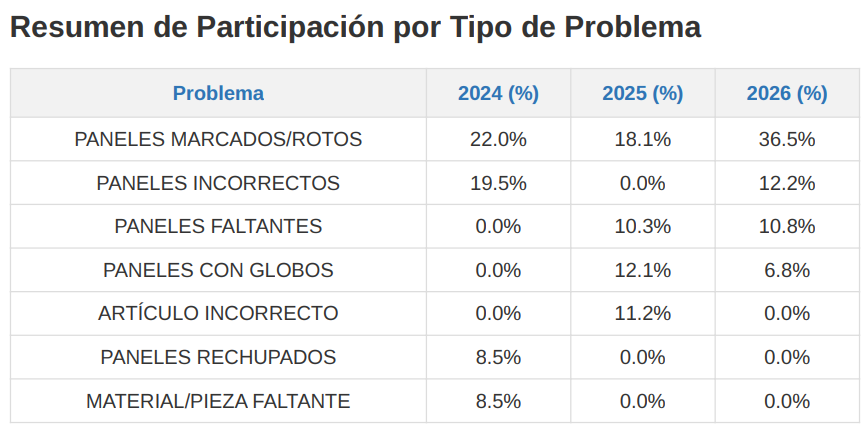 Resumen de Participación por Tipo de Problema
Problema 2024 (%) 2025 (%) 2026 (%)
PANELES MARCADOS/ROTOS 22.0% 18.1% 36.5%
PANELES INCORRECTOS 19.5% 0.0% 12.2%
PANELES FALTANTES 0.0% 10.3% 10.8%
PANELES CON GLOBOS 0.0% 12.1% 6.8%
ARTÍCULO INCORRECTO 0.0% 11.2% 0.0%
PANELES RECHUPADOS 8.5% 0.0% 0.0%
MATERIAL/PIEZA FALTANTE 8.5% 0.0% 0.0%